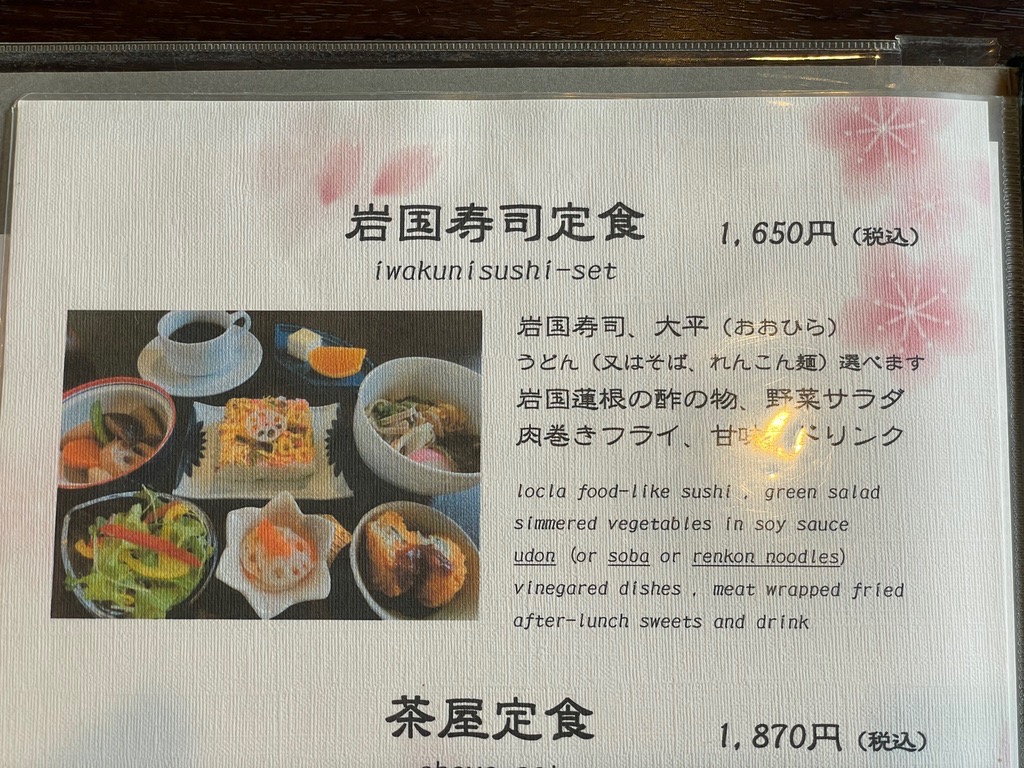 岩国寿司定食 1,650円（税込）
iwakunisushi-set
岩国寿司、大平（おおひら）
うどん（又はそば、れんこん麺）選べます
岩国蓮根の酢の物、野菜サラダ
肉巻きフライ、甘味 ドリンク
locla food-like sushi , green salad
simmered vegetables in soy sauce
udon (or soba or renkon noodles)
vinegared dishes , meat wrapped fried
after-lunch sweets and drink
茶屋定食 1,870円（税込）